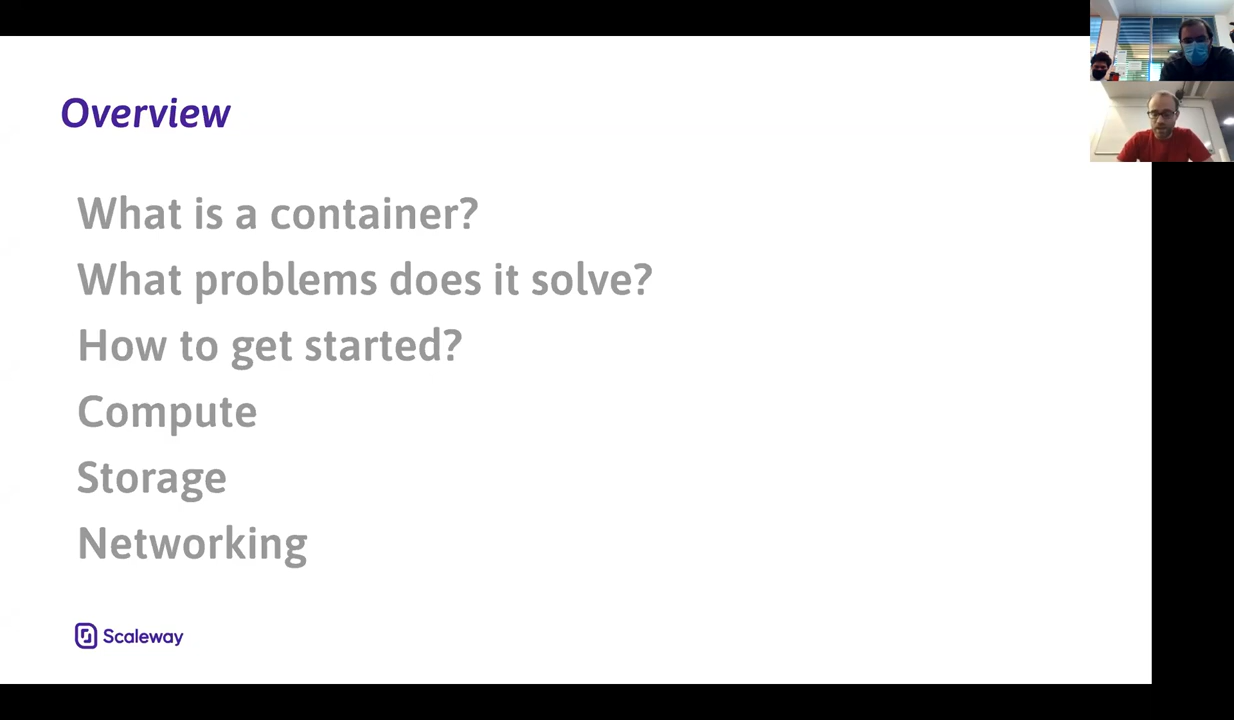 Overview
What is a container?
What problems does it solve?
How to get started?
Compute
Storage
Networking
Scaleway